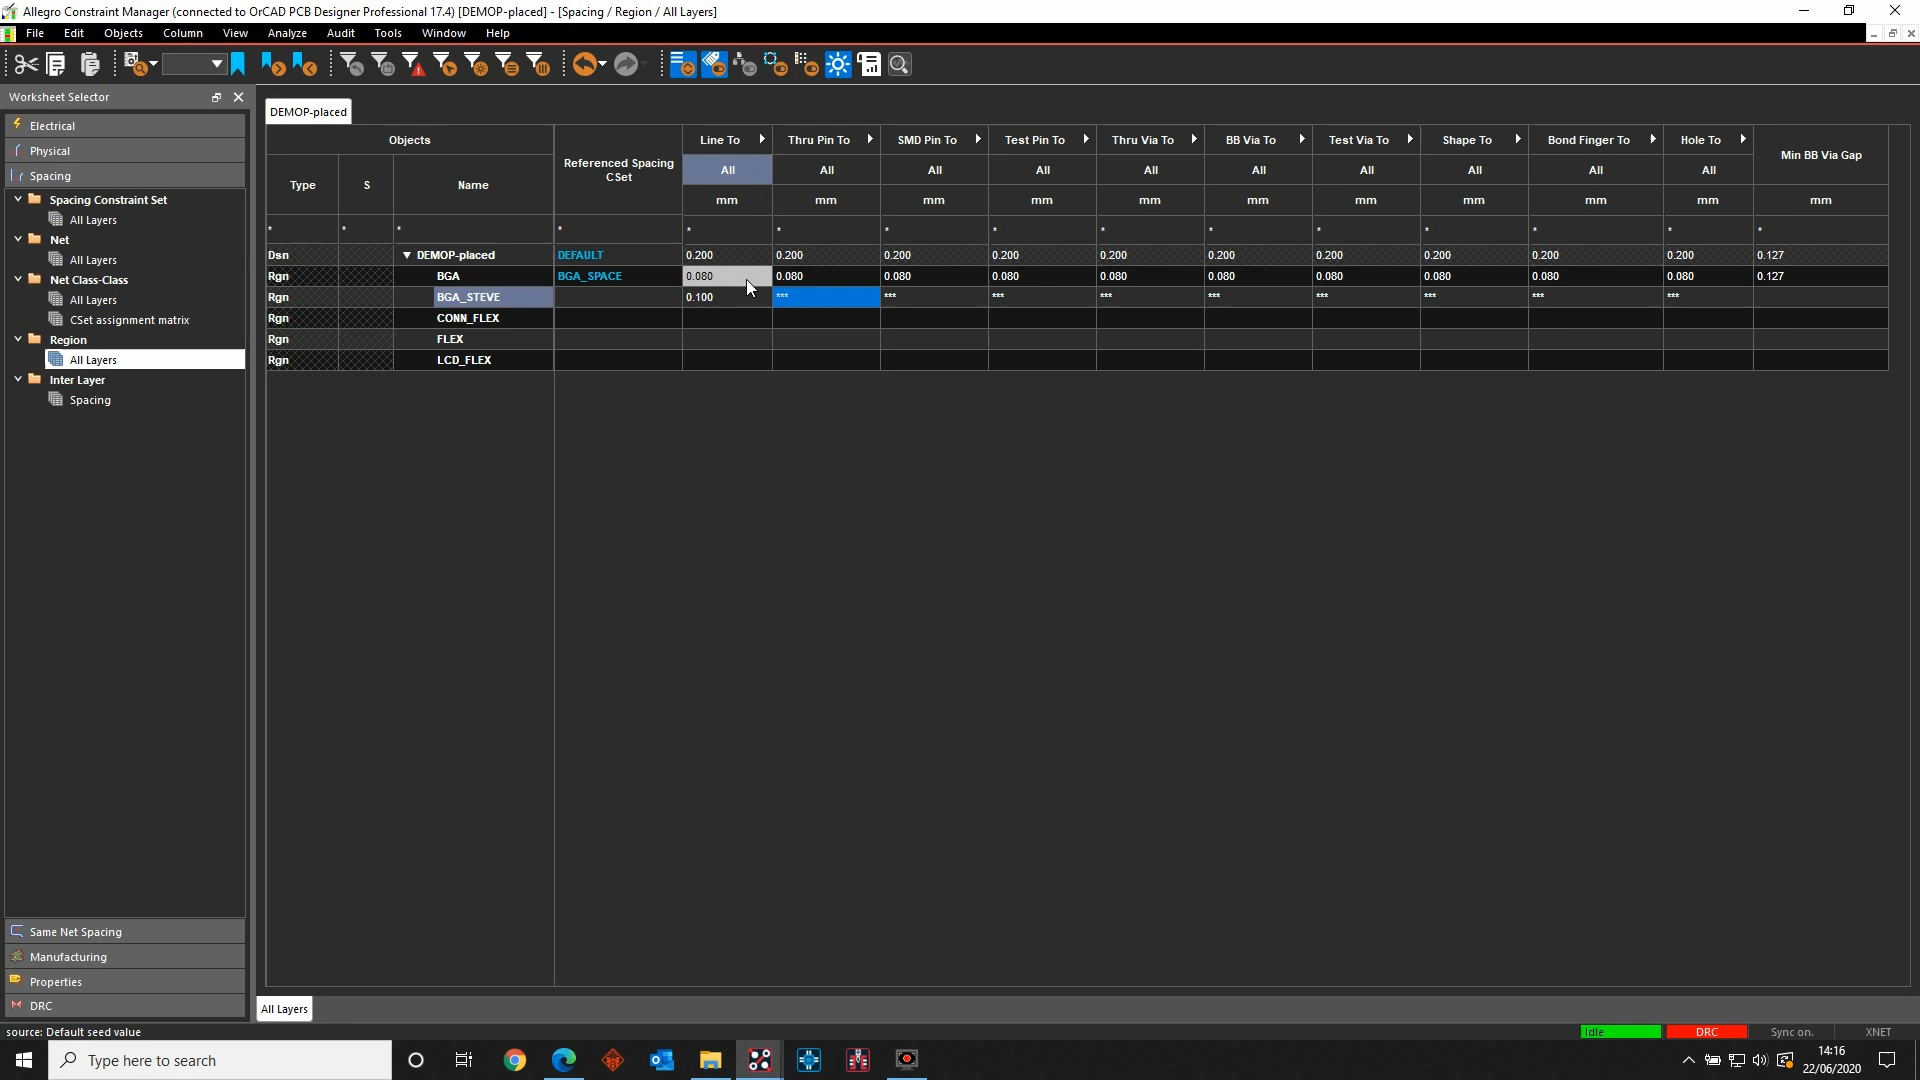 Allegro Constraint Manager (connected to OrCAD PCB Designer Professional 17.4) [DEMOP-placed] - [Spacing / Region / All Layers]
File Edit Objects Column View Analyze Audit Tools Window Help
Worksheet Selector
Electrical
Physical
Spacing
Spacing Constraint Set
All Layers
Net
All Layers
Net Class-Class
All Layers
CSet assignment matrix
Region
All Layers
Inter Layer
Spacing
Same Net Spacing
Manufacturing
Properties
DRC
DEMOP-placed
Objects Referenced Spacing CSet Line To Thru Pin To SMD Pin To Test Pin To Thru Via To BB Via To Test Via To Shape To Bond Finger To Hole To Min BB Via Gap
Type S Name All All All All All All All All All All
mm mm mm mm mm mm mm mm mm mm mm
* * * * * * * * * * * * * * *
Dsn DEMOP-placed DEFAULT 0.200 0.200 0.200 0.200 0.200 0.200 0.200 0.200 0.200 0.200 0.127
Rgn BGA BGA_SPACE 0.080 0.080 0.080 0.080 0.080 0.080 0.080 0.080 0.080 0.080 0.127
Rgn BGA_STEVE 0.100 *** *** *** *** *** *** *** *** ***
Rgn CONN_FLEX
Rgn FLEX
Rgn LCD_FLEX
All Layers
source: Default seed value
Idle DRC Sync on. XNET
Type here to search
14:16
22/06/2020